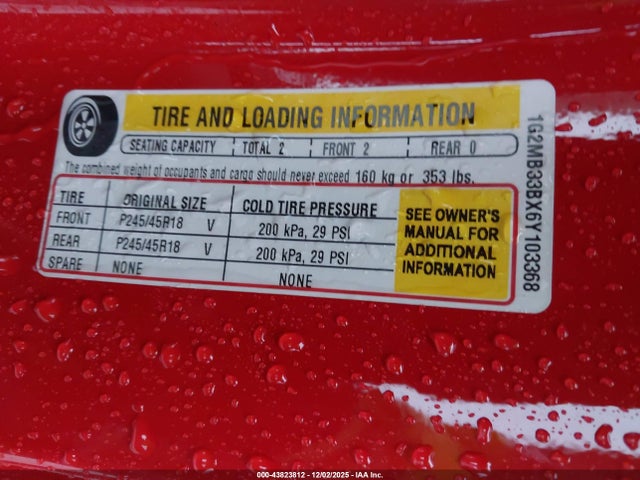 TIRE AND LOADING INFORMATION
SEATING CAPACITY TOTAL 2 FRONT 2 REAR 0
The combined weight of occupants and cargo should never exceed 160 kg or 353 lbs.
TIRE ORIGINAL SIZE COLD TIRE PRESSURE
FRONT P245/45R18 V 200 kPa, 29 PSI
REAR P245/45R18 V 200 kPa, 29 PSI
SPARE NONE NONE
SEE OWNER'S
MANUAL FOR
ADDITIONAL
INFORMATION
1G2MB33BX6Y103368
000-43823812 - 12/02/2025 - IAA Inc.